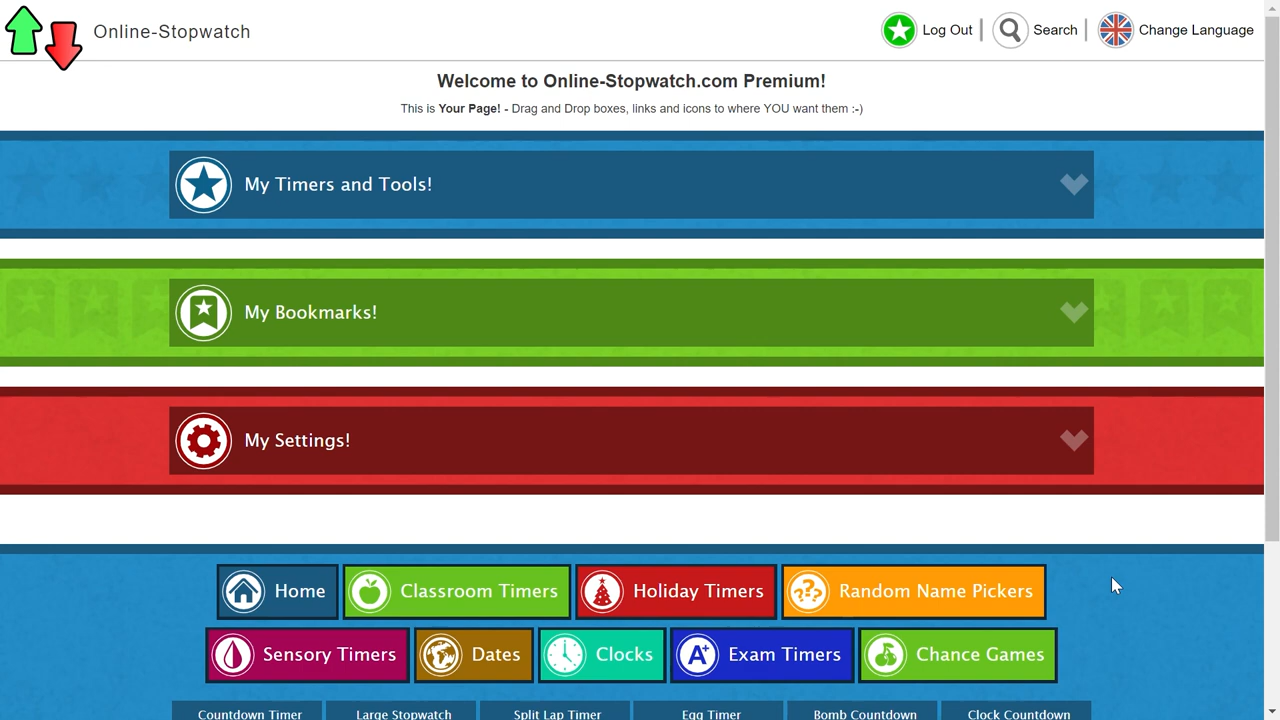 Online-Stopwatch
Log Out | Search | Change Language
Welcome to Online-Stopwatch.com Premium!
This is Your Page! - Drag and Drop boxes, links and icons to where YOU want them :-)
My Timers and Tools!
My Bookmarks!
My Settings!
Home Classroom Timers Holiday Timers ??? Random Name Pickers
Sensory Timers Dates Clocks A+ Exam Timers Chance Games
Countdown Timer Large Stopwatch Split Lap Timer Egg Timer Bomb Countdown Clock Countdown